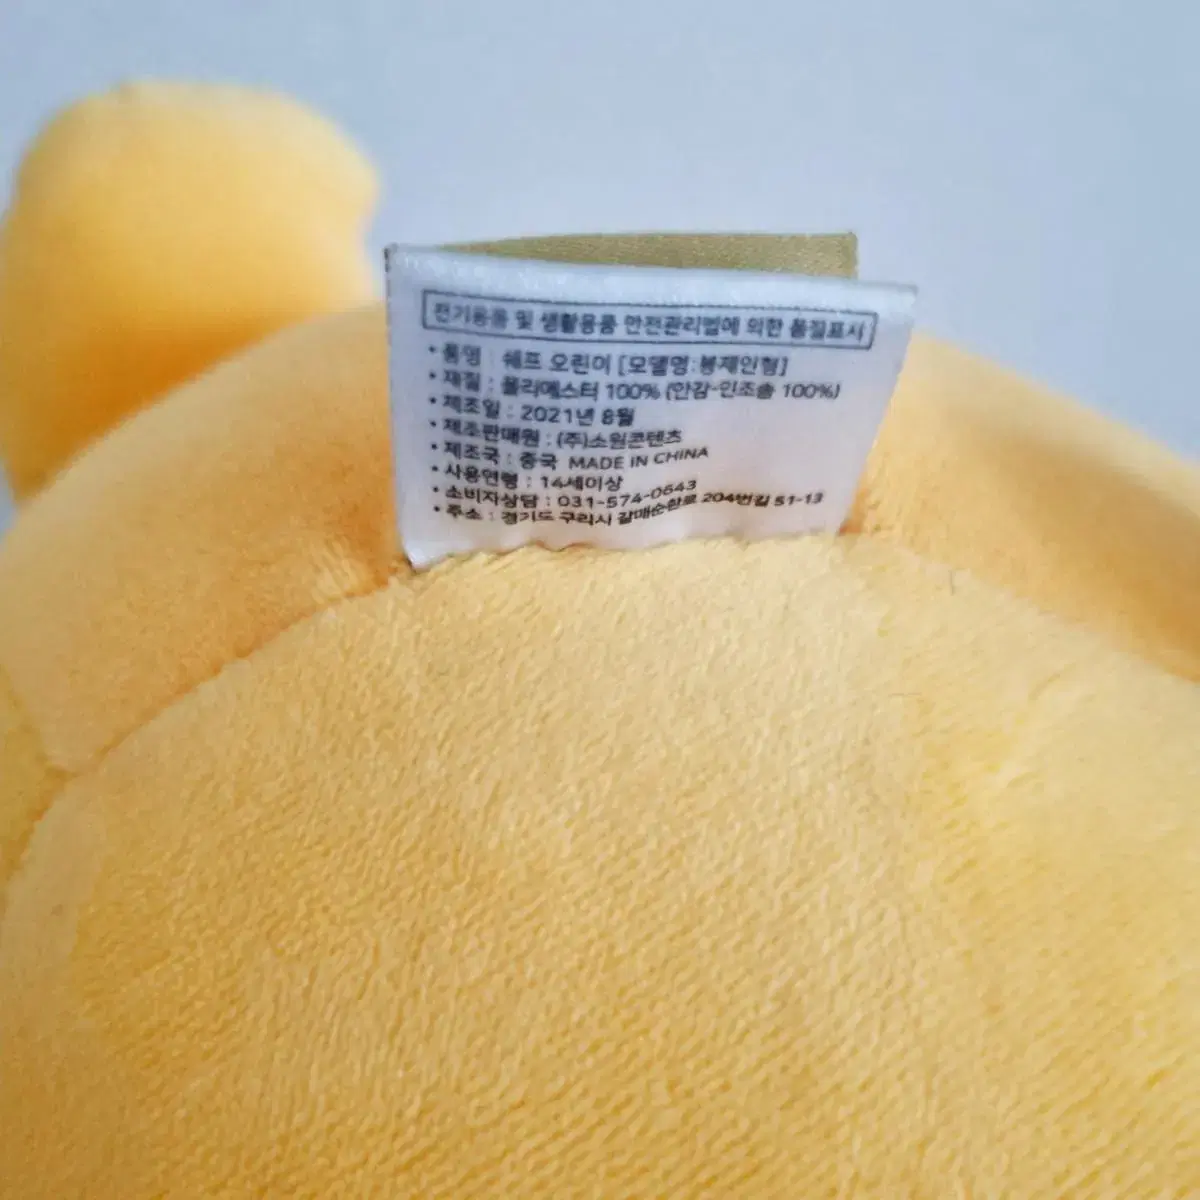 전기용품 및 생활용품 안전관리법에 의한 품질표시
• 품명 : 쉐프 오린이 [모델명:봉제인형]
• 재질 : 폴리에스터 100% (안감-인조솜 100%)
• 제조일 : 2021년 8월
• 제조판매원 : (주)소원콘텐츠
• 제조국 : 중국 MADE IN CHINA
• 사용연령 : 14세이상
• 소비자상담 : 031-574-0643
• 주소 : 경기도 구리시 갈매순환로 204번길 51-13